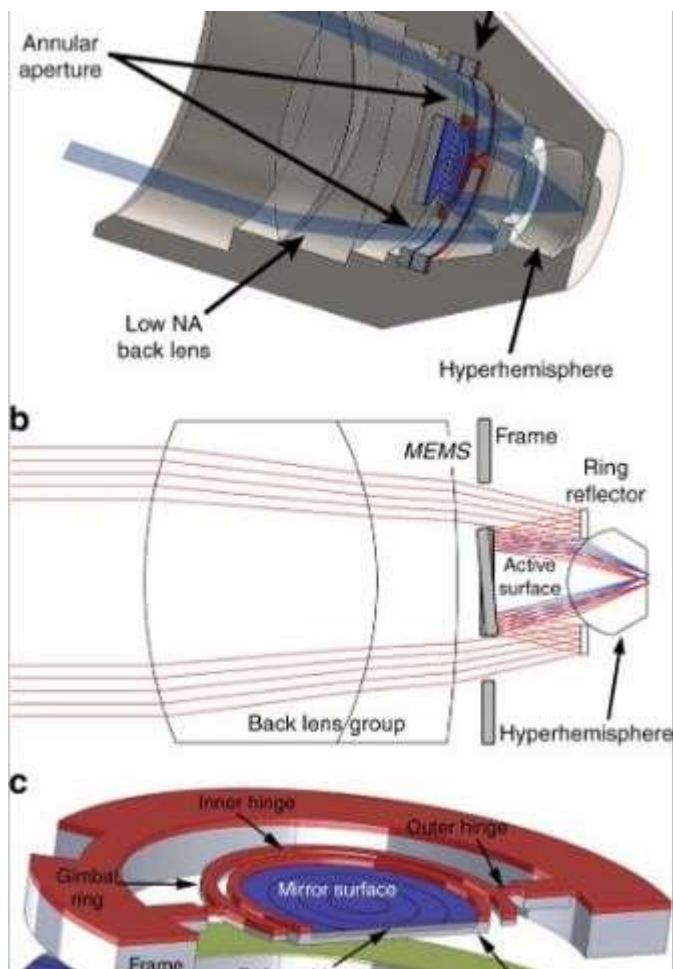 Annular
aperture
Low NA
back lens
Hyperhemisphere
b
MEMS
Frame
Ring
reflector
Active
surface
Back lens group
Hyperhemisphere
c
Inner hinge
Outer hinge
Gimbal
ring
Mirror surface
Frame